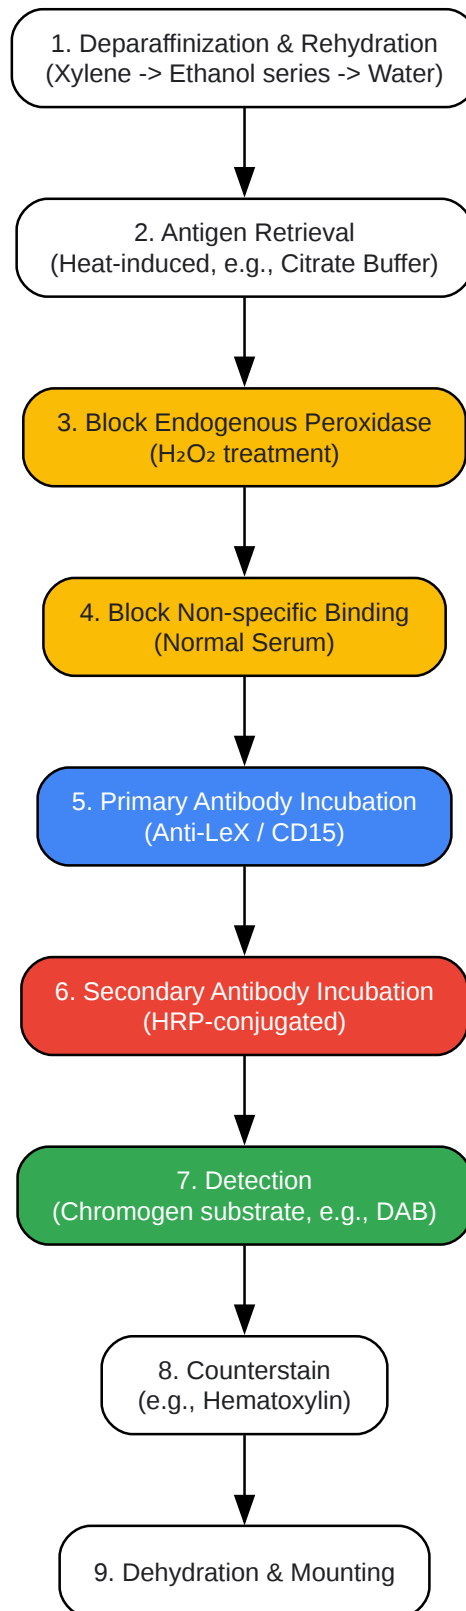 1. Deparaffinization & Rehydration
(Xylene -> Ethanol series -> Water)
2. Antigen Retrieval
(Heat-induced, e.g., Citrate Buffer)
3. Block Endogenous Peroxidase
(H₂O₂ treatment)
4. Block Non-specific Binding
(Normal Serum)
5. Primary Antibody Incubation
(Anti-LeX / CD15)
6. Secondary Antibody Incubation
(HRP-conjugated)
7. Detection
(Chromogen substrate, e.g., DAB)
8. Counterstain
(e.g., Hematoxylin)
9. Dehydration & Mounting